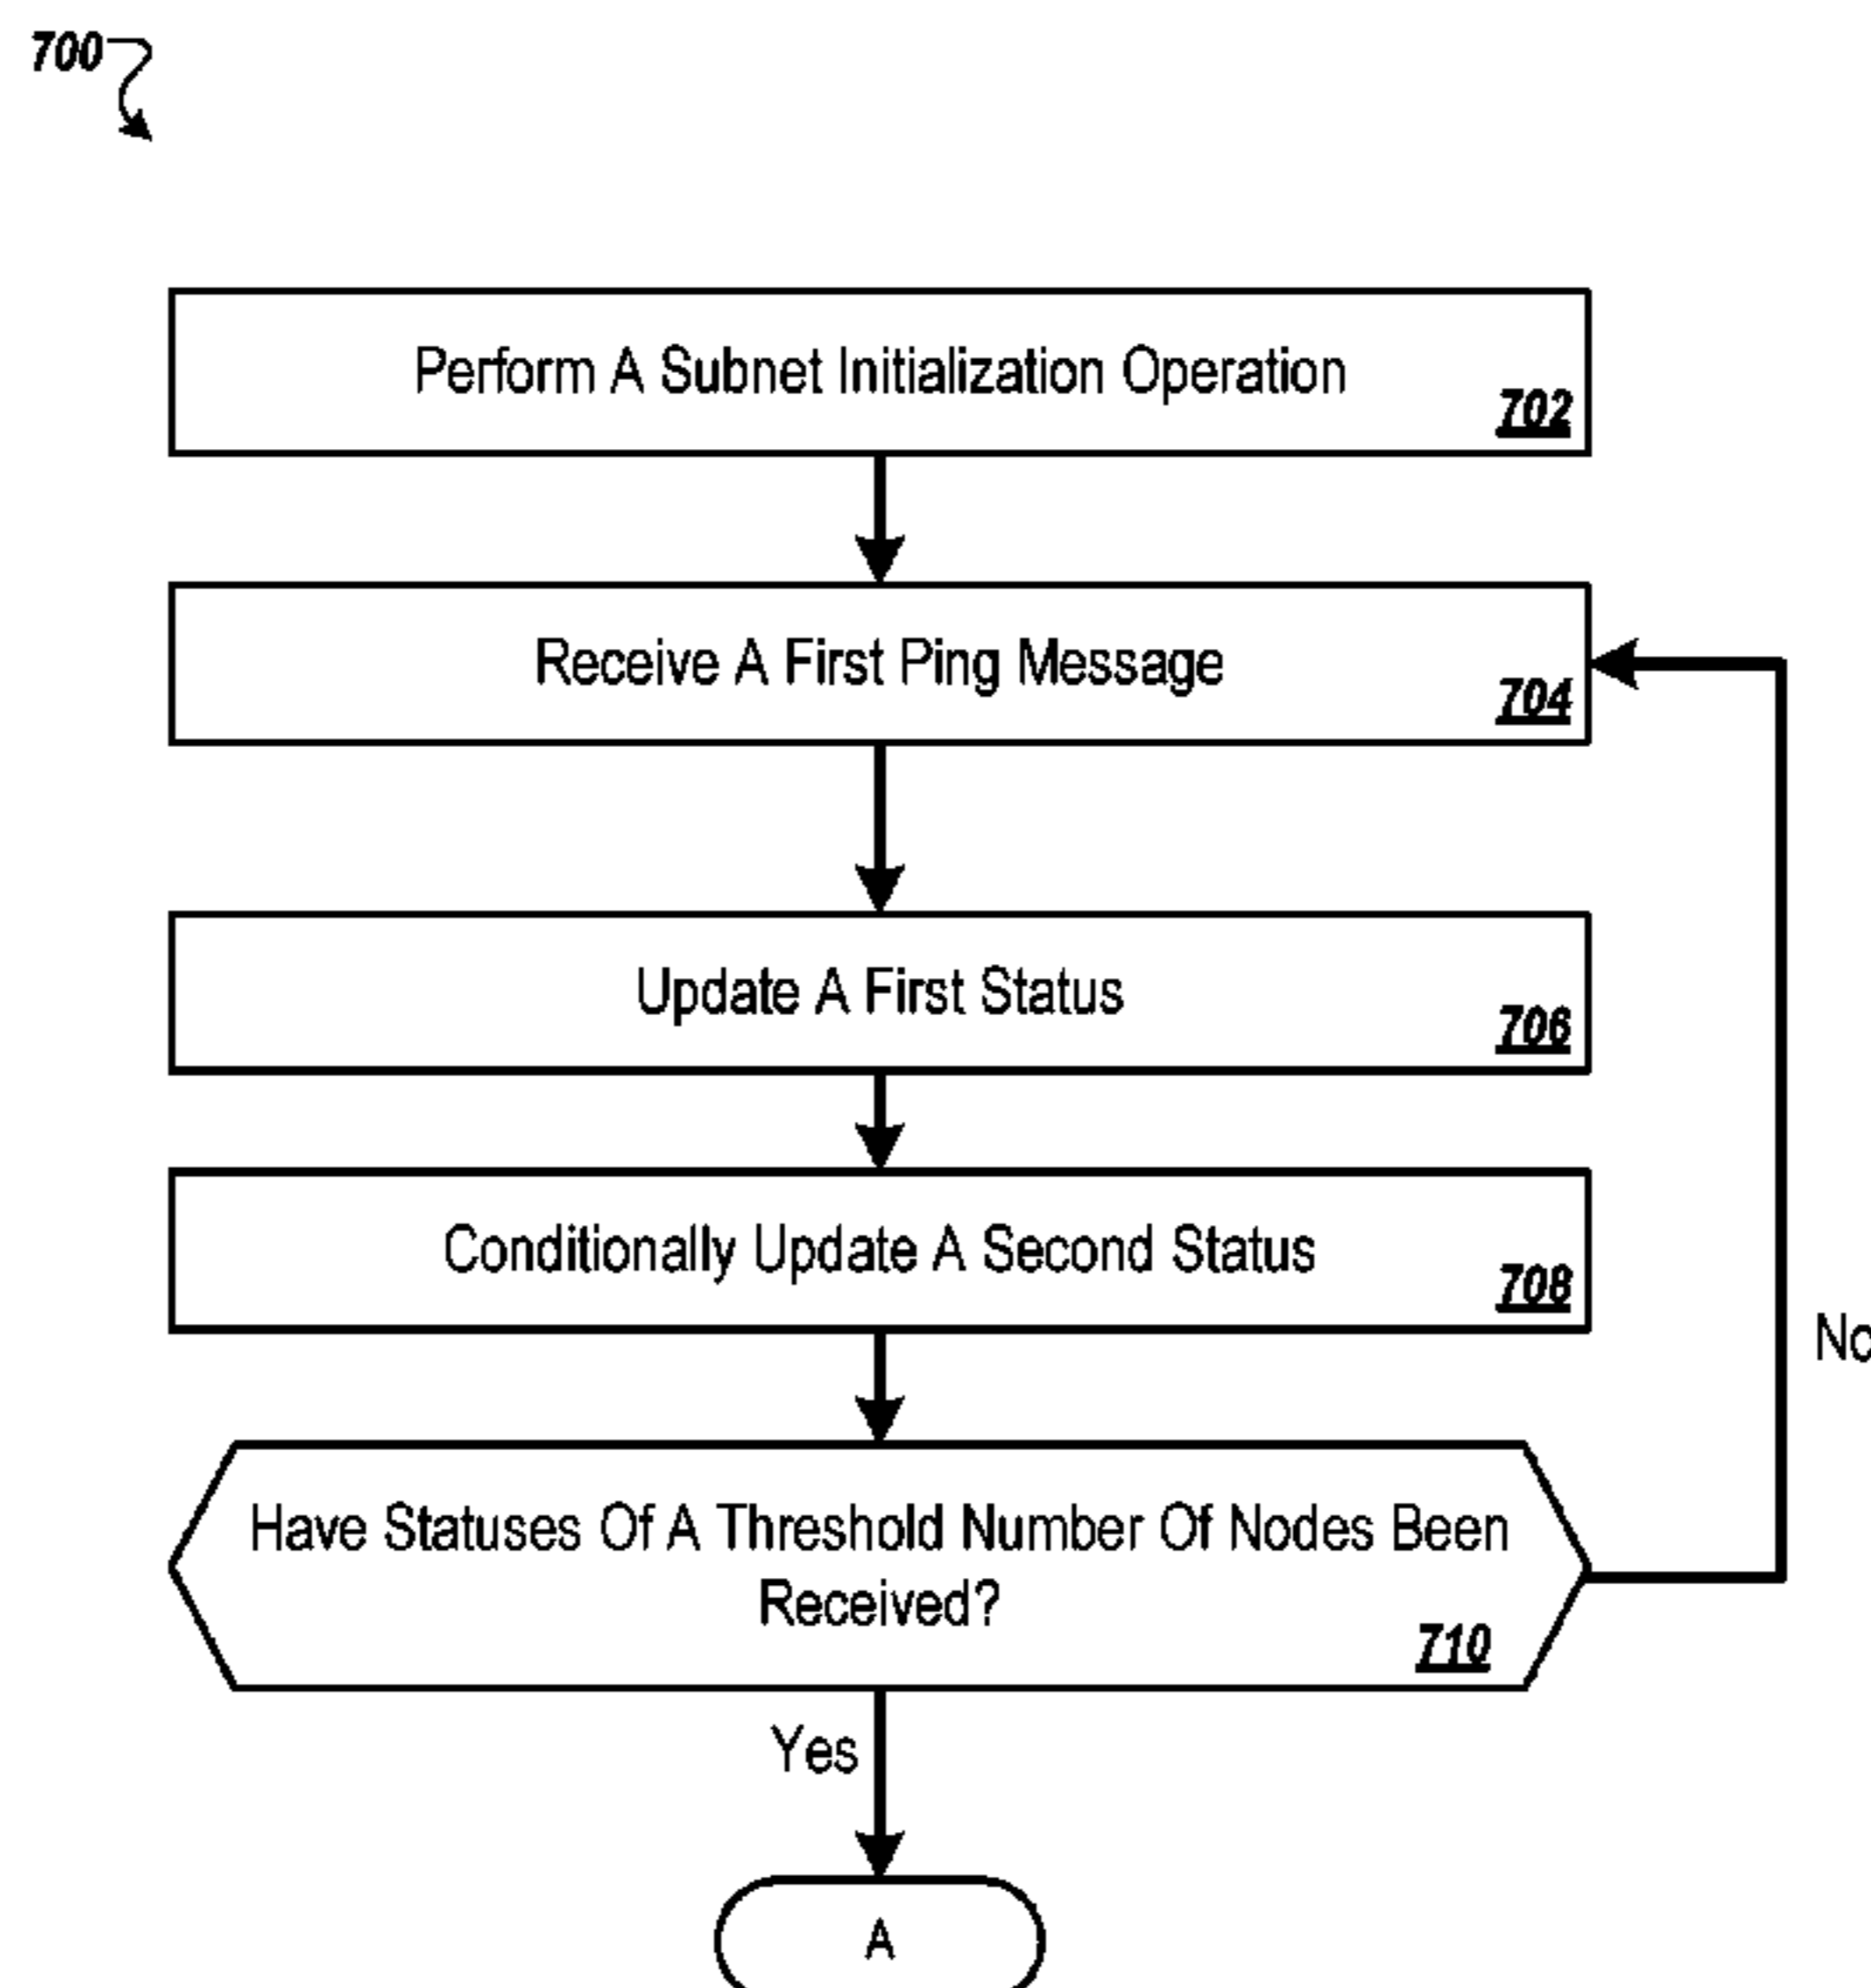 700
Perform A Subnet Initialization Operation
702
Receive A First Ping Message
704
Update A First Status
706
Conditionally Update A Second Status
708
No
Have Statuses Of A Threshold Number Of Nodes Been
Received?
710
Yes
A